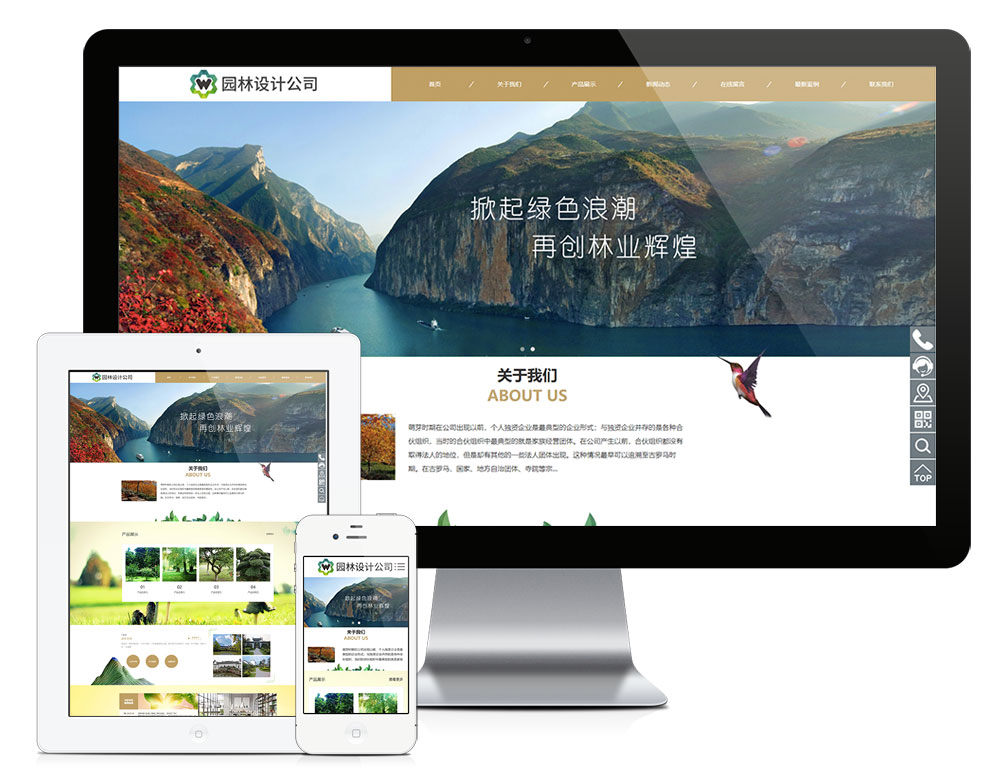 园林设计公司
首页 / 关于我们 / 产品展示 / 新闻动态 / 在线留言 / 最新案例 / 联系我们
掀起绿色浪潮
再创林业辉煌
关于我们
ABOUT US
萌芽时期在公司出现以前，个人独资企业是最典型的企业形式；与独资企业并存的是各种合
伙组织，当时的合伙组织中最典型的就是家族经营团体。在公司产生以前，合伙组织都没有
取得法人的地位，但是却有其他的一些法人团体出现。这种情况最早可以追溯至古罗马时
期。在古罗马、国家、地方自治团体、寺院等宗...
TOP
园林设计公司
掀起绿色浪潮
再创林业辉煌
关于我们
ABOUT US
产品展示
01 02 03 04
园林设计公司
掀起绿色浪潮
再创林业辉煌
关于我们
ABOUT US
产品展示
查看更多